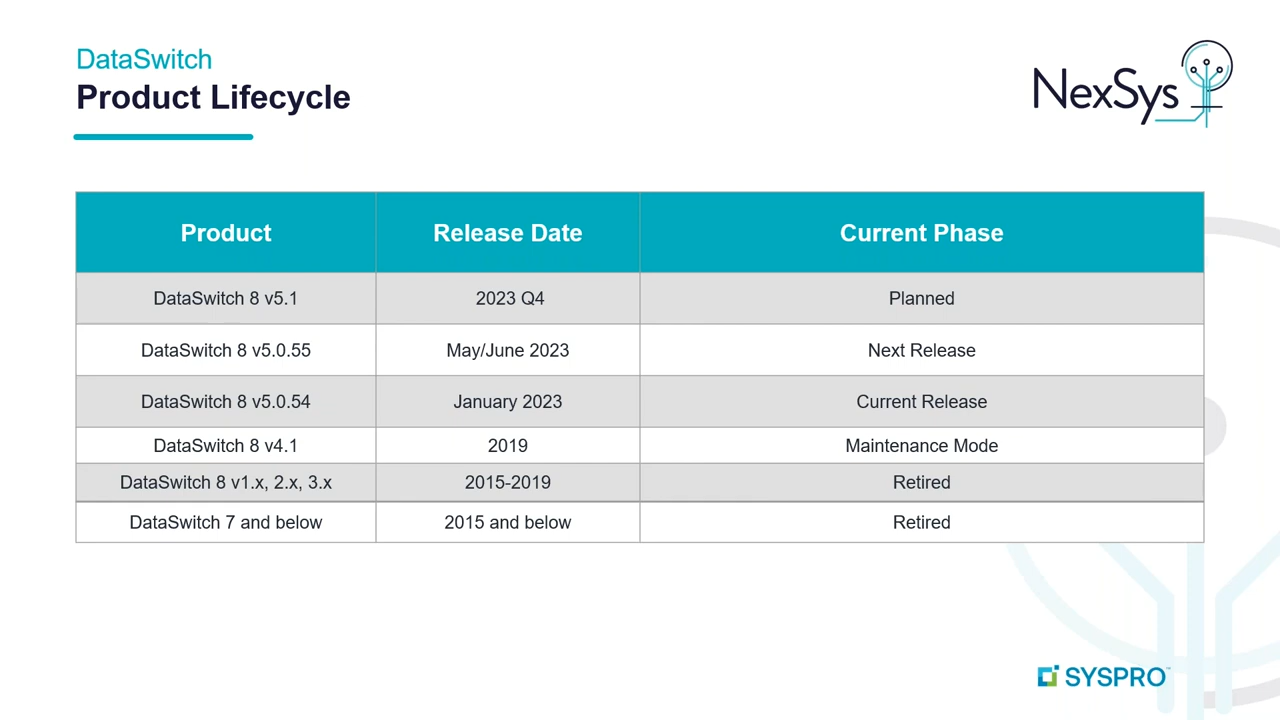 DataSwitch
Product Lifecycle
NexSys
Product Release Date Current Phase
DataSwitch 8 v5.1 2023 Q4 Planned
DataSwitch 8 v5.0.55 May/June 2023 Next Release
DataSwitch 8 v5.0.54 January 2023 Current Release
DataSwitch 8 v4.1 2019 Maintenance Mode
DataSwitch 8 v1.x, 2.x, 3.x 2015-2019 Retired
DataSwitch 7 and below 2015 and below Retired
SYSPRO™